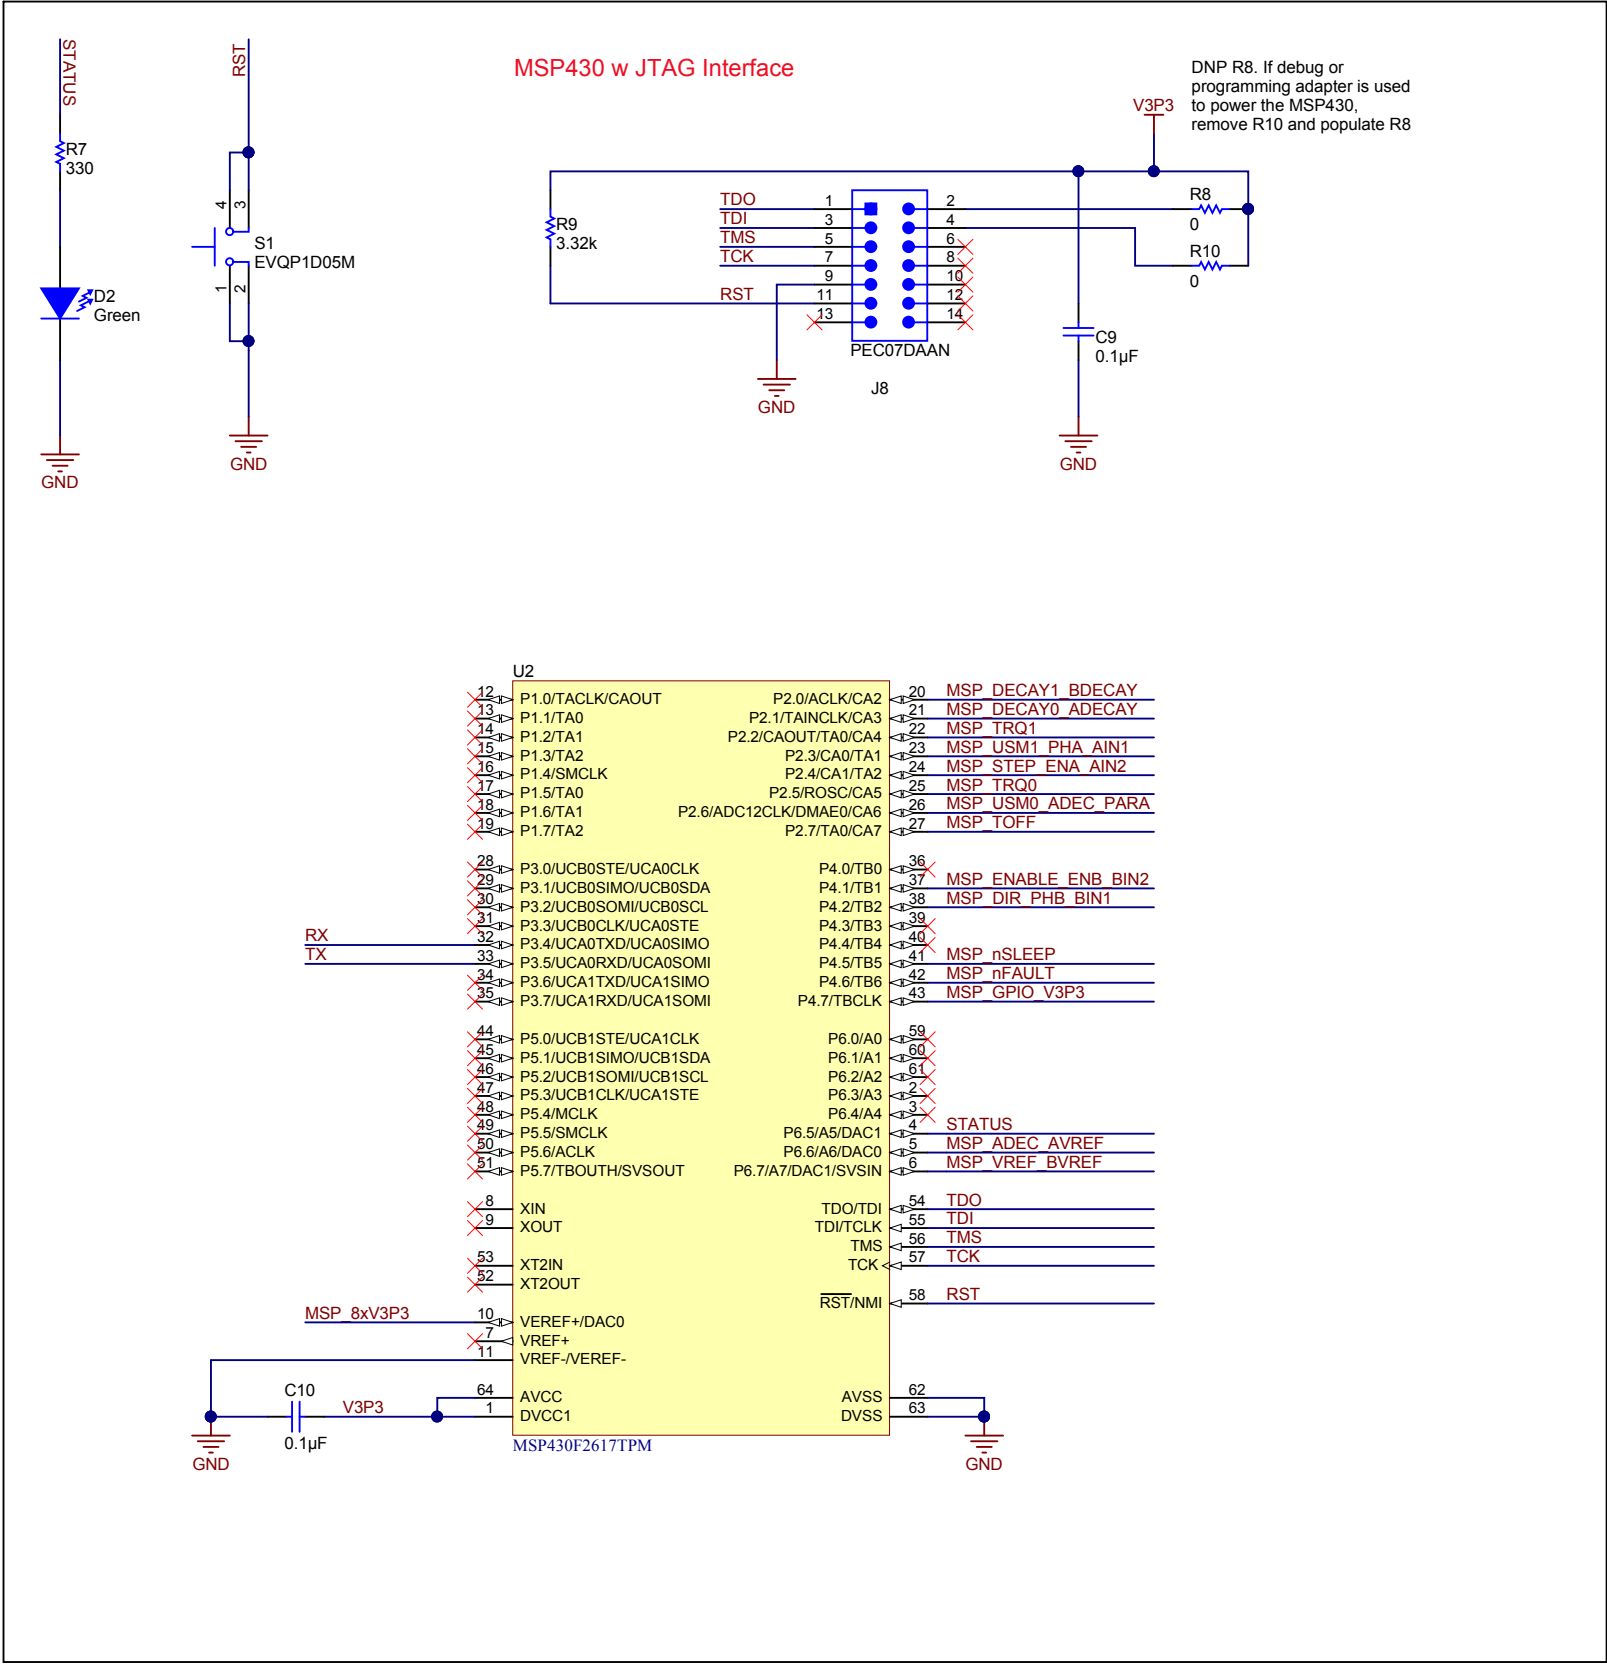 MSP430 w JTAG Interface
DNP R8. If debug or
programming adapter is used
to power the MSP430,
remove R10 and populate R8
STATUS
R7
330
D2
Green
GND
RST
4 3
S1
EVQP1D05M
1 2
GND
V3P3
R9
3.32k
TDO 1 2
TDI 3 4
TMS 5 6
TCK 7 8
9 10
RST 11 12
13 14
PEC07DAAN
J8
GND
R8
0
R10
0
C9
0.1µF
GND
U2
12 P1.0/TACLK/CAOUT P2.0/ACLK/CA2 20 MSP_DECAY1_BDECAY
13 P1.1/TA0 P2.1/TAINCLK/CA3 21 MSP_DECAY0_ADECAY
14 P1.2/TA1 P2.2/CAOUT/TA0/CA4 22 MSP_TRQ1
15 P1.3/TA2 P2.3/CA0/TA1 23 MSP_USM1_PHA_AIN1
16 P1.4/SMCLK P2.4/CA1/TA2 24 MSP_STEP_ENA_AIN2
17 P1.5/TA0 P2.5/ROSC/CA5 25 MSP_TRQ0
18 P1.6/TA1 P2.6/ADC12CLK/DMAE0/CA6 26 MSP_USM0_ADEC_PARA
19 P1.7/TA2 P2.7/TA0/CA7 27 MSP_TOFF
28 P3.0/UCB0STE/UCA0CLK P4.0/TB0 36
29 P3.1/UCB0SIMO/UCB0SDA P4.1/TB1 37 MSP_ENABLE_ENB_BIN2
30 P3.2/UCB0SOMI/UCB0SCL P4.2/TB2 38 MSP_DIR_PHB_BIN1
31 P3.3/UCB0CLK/UCA0STE P4.3/TB3 39
RX 32 P3.4/UCA0TXD/UCA0SIMO P4.4/TB4 40
TX 33 P3.5/UCA0RXD/UCA0SOMI P4.5/TB5 41 MSP_nSLEEP
34 P3.6/UCA1TXD/UCA1SIMO P4.6/TB6 42 MSP_nFAULT
35 P3.7/UCA1RXD/UCA1SOMI P4.7/TBCLK 43 MSP_GPIO_V3P3
44 P5.0/UCB1STE/UCA1CLK P6.0/A0 59
45 P5.1/UCB1SIMO/UCB1SDA P6.1/A1 60
46 P5.2/UCB1SOMI/UCB1SCL P6.2/A2 61
47 P5.3/UCB1CLK/UCA1STE P6.3/A3 2
48 P5.4/MCLK P6.4/A4 3
49 P5.5/SMCLK P6.5/A5/DAC1 4 STATUS
50 P5.6/ACLK P6.6/A6/DAC0 5 MSP_ADEC_AVREF
51 P5.7/TBOUTH/SVSOUT P6.7/A7/DAC1/SVSIN 6 MSP_VREF_BVREF
8 XIN TDO/TDI 54 TDO
9 XOUT TDI/TCLK 55 TDI
TMS 56 TMS
53 XT2IN TCK 57 TCK
52 XT2OUT
RST/NMI 58 RST
MSP_8xV3P3 10 VEREF+/DAC0
7 VREF+
11 VREF-/VEREF-
64 AVCC AVSS 62
C10 V3P3 1 DVCC1 DVSS 63
0.1µF
MSP430F2617TPM
GND
GND